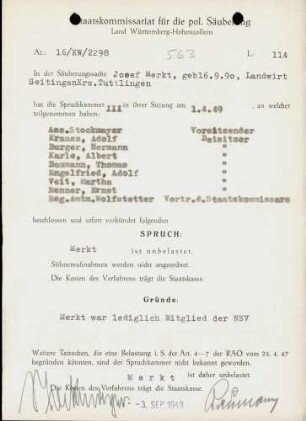 Staatskommissariat für die pol. Säuberung
Land Württemberg-Hohenzollern
Az.: 16/KW/2298 563 L: 114
In der Säuberungssache Josef Merkt, geb16.9.90, Landwirt
SeitingenKrs.Tuttlingen
hat die Spruchkammer III in ihrer Sitzung am 1.4.49, an welcher
teilgenommen haben:
Ass.Stockmayer Vorsitzender
Krauss, Adolf Beisitzer
Burger, Hermann "
Karle, Albert "
Baumann, Thomas "
Engelfried, Adolf "
Veit, Martha "
Renner, Ernst "
Reg.Amtm.Wolfstetter Vertr.d.Staatskommissars
beschlossen und sofort verkündet folgenden
SPRUCH:
Merkt ist unbelastet.
Sühnemaßnahmen werden nicht angeordnet.
Die Kosten des Verfahrens trägt die Staatskasse.
Gründe:
Merkt war lediglich Mitglied der NSV
Weitere Tatsachen, die eine Belastung i. S. der Art. 4—7 der RAO vom 25. 4. 47
begründen könnten, sind der Spruchkammer nicht bekannt geworden.
Merkt ist daher unbelastet.
Die Kosten des Verfahrens trägt die Staatskasse.
-3. SEP 1949 Baumann